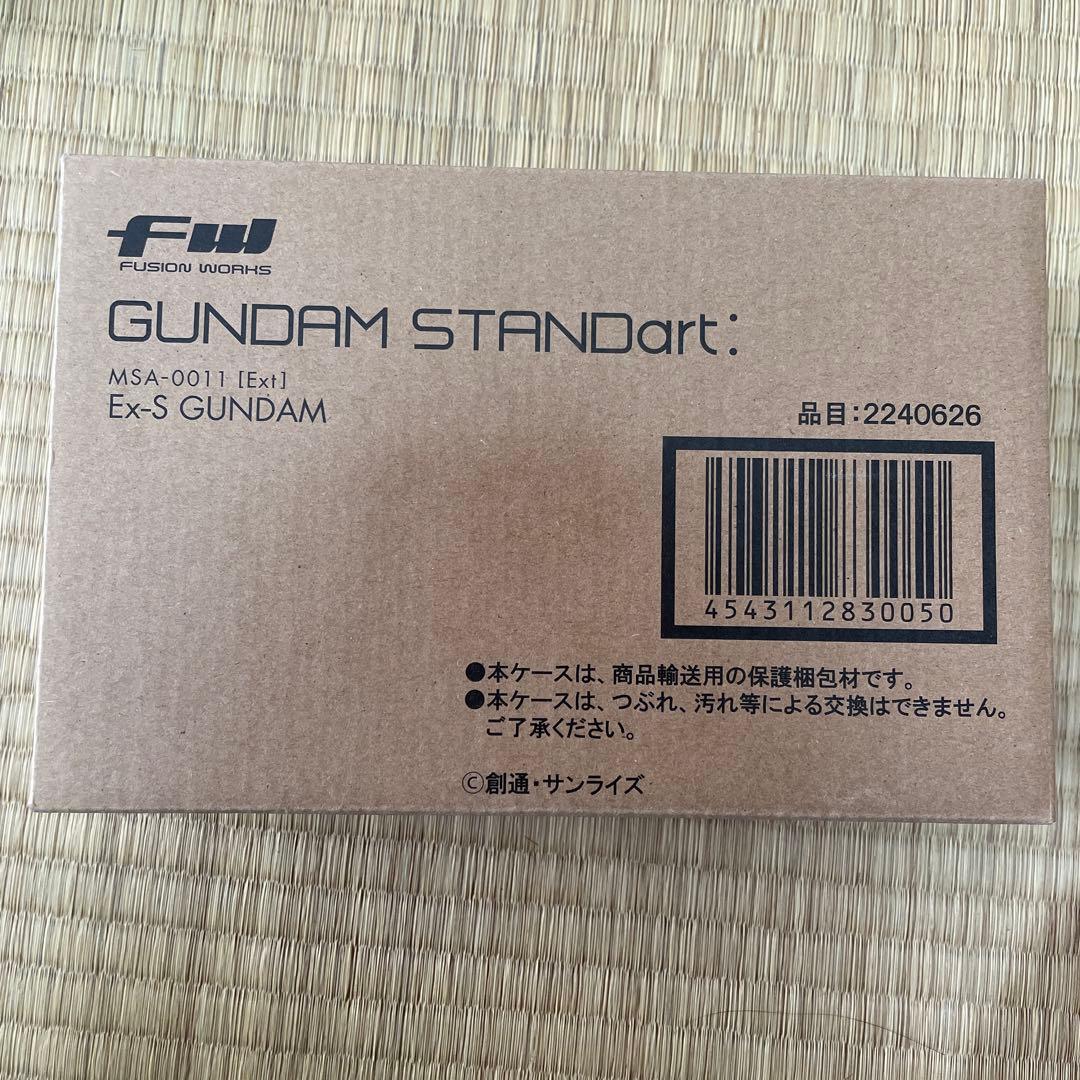 fw
FUSION WORKS
GUNDAM STANDart:
MSA-0011 [Ext]
Ex-S GUNDAM
品目:2240626
4543112830050
●本ケースは、商品輸送用の保護梱包材です。
●本ケースは、つぶれ、汚れ等による交換はできません。
ご了承ください。
©創通・サンライズ